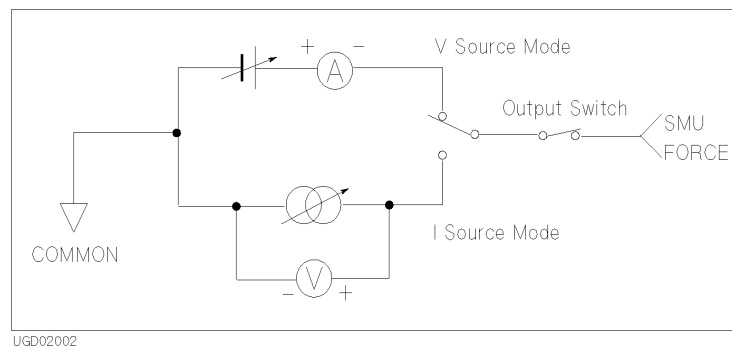 + − V Source Mode
A
Output Switch
SMU
FORCE
COMMON
I Source Mode
− V +
UGD02002